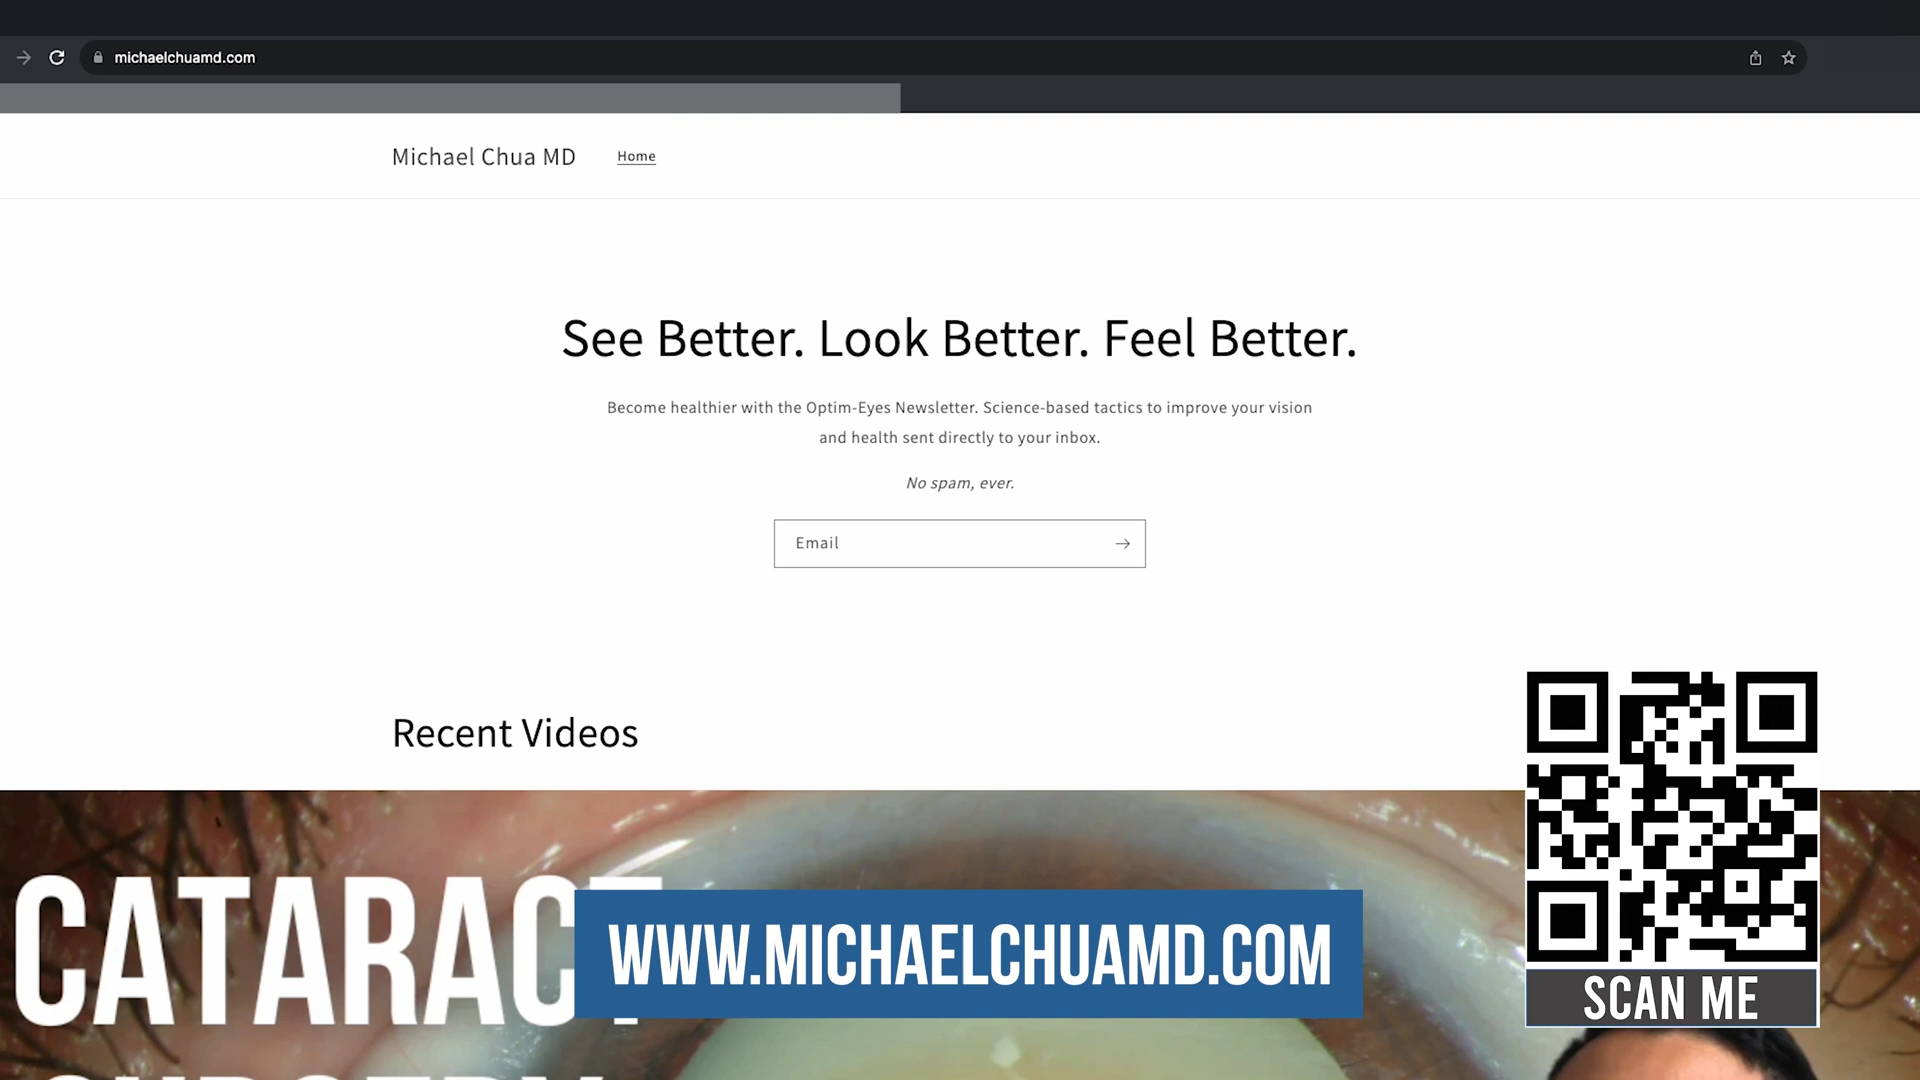 michaelchuamd.com
Michael Chua MD
Home
See Better. Look Better. Feel Better.
Become healthier with the Optim-Eyes Newsletter. Science-based tactics to improve your vision
and health sent directly to your inbox.
No spam, ever.
Email
Recent Videos
CATARACT
WWW.MICHAELCHUAMD.COM
SCAN ME
SURGERY